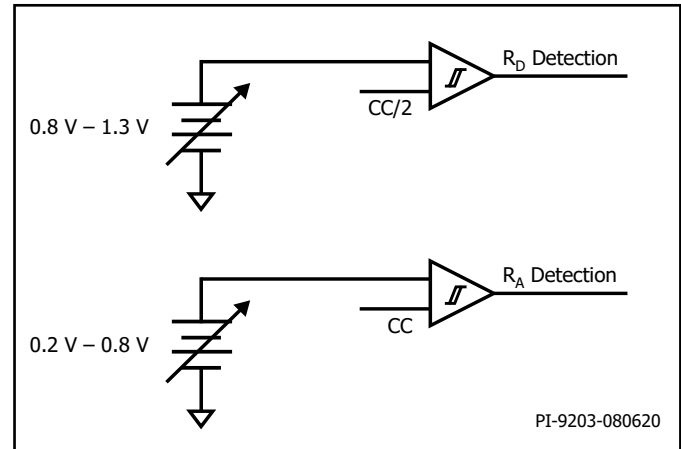 R_D Detection
CC/2
0.8 V – 1.3 V
R_A Detection
CC
0.2 V – 0.8 V
PI-9203-080620